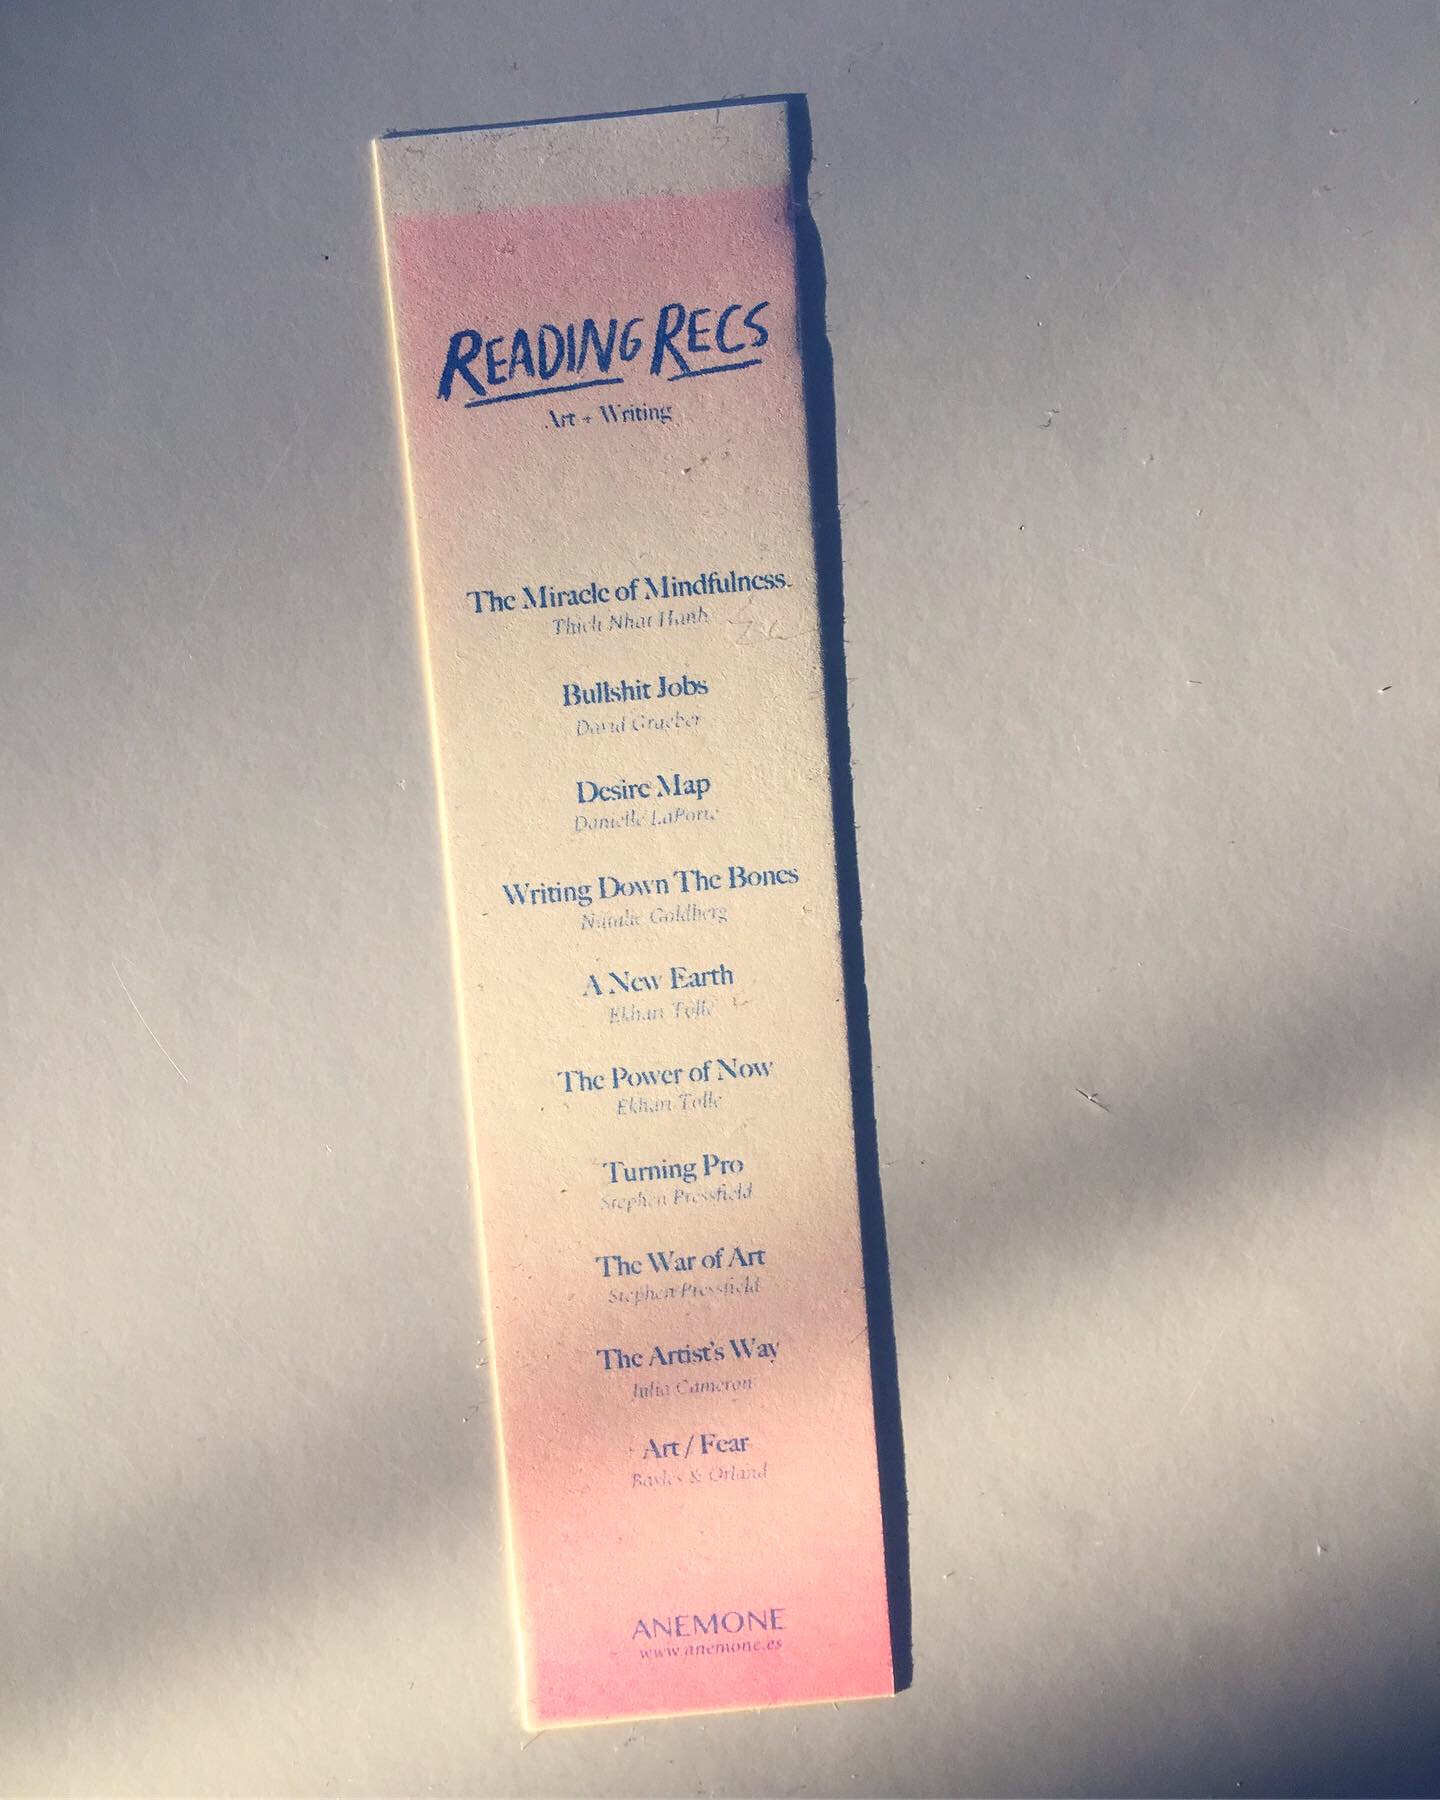 READING RECS
Art + Writing
The Miracle of Mindfulness.
Thich Nhat Hanh
Bullshit Jobs
David Graeber
Desire Map
Danielle LaPorte
Writing Down The Bones
Natalie Goldberg
A New Earth
Ekhart Tolle
The Power of Now
Ekhart Tolle
Turning Pro
Stephen Pressfield
The War of Art
Stephen Pressfield
The Artist's Way
Julia Cameron
Art / Fear
Bayles & Orland
ANEMONE
www.anemone.es